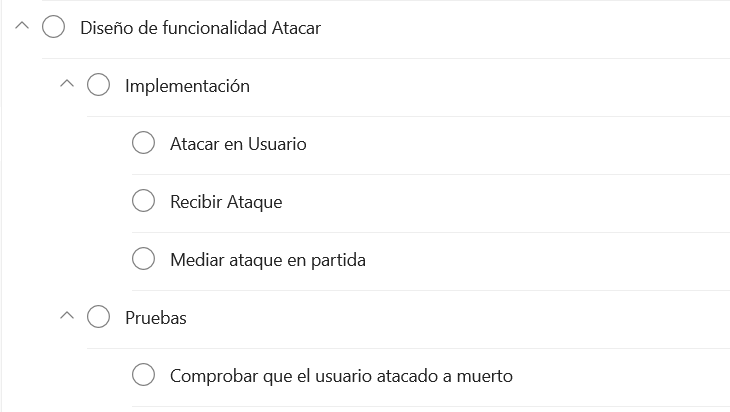 Diseño de funcionalidad Atacar
Implementación
Atacar en Usuario
Recibir Ataque
Mediar ataque en partida
Pruebas
Comprobar que el usuario atacado a muerto